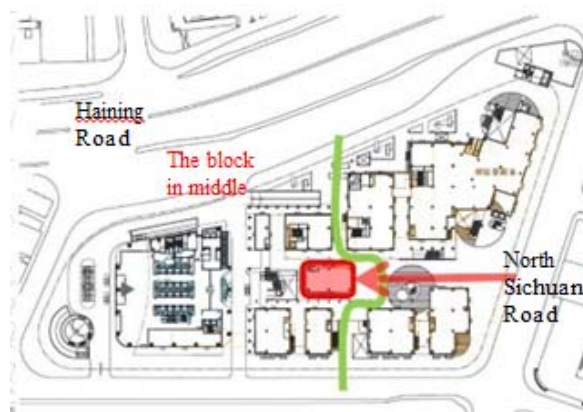 Haining
Road
The block
in middle
North
Sichuan
Road